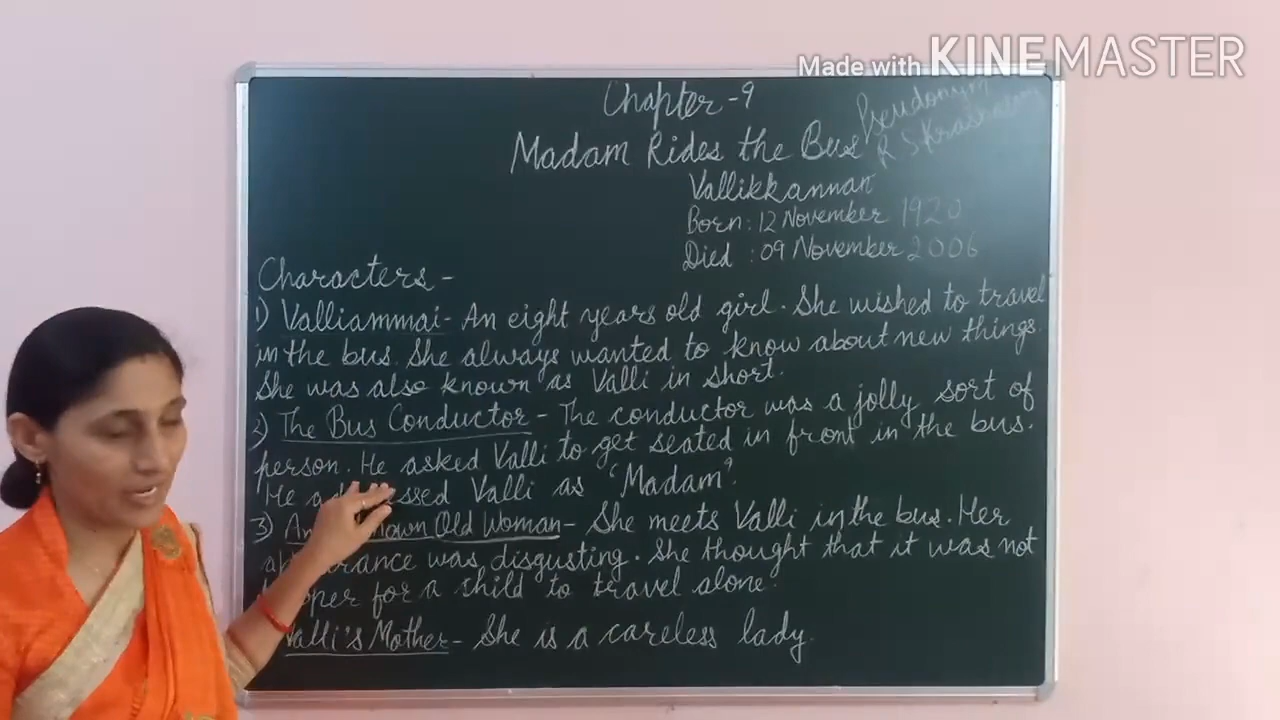 Made with KINEMASTER
Chapter-9
Pseudonym
Madam Rides the Bus
R S
Vallikkannan
Born: 12 November 1920
Died : 09 November 2006
Characters -
1) Valliammai - An eight years old girl. She wished to travel
in the bus. She always wanted to know about new things.
She was also known as Valli in short.
2) The Bus Conductor - The conductor was a jolly sort of
person. He asked Valli to get seated in front in the bus.
He Valli as 'Madam'.
3) Old Woman - She meets Valli in the bus. Her
was disgusting. She thought that it was not
for a child to travel alone.
Valli's Mother - She is a careless lady.